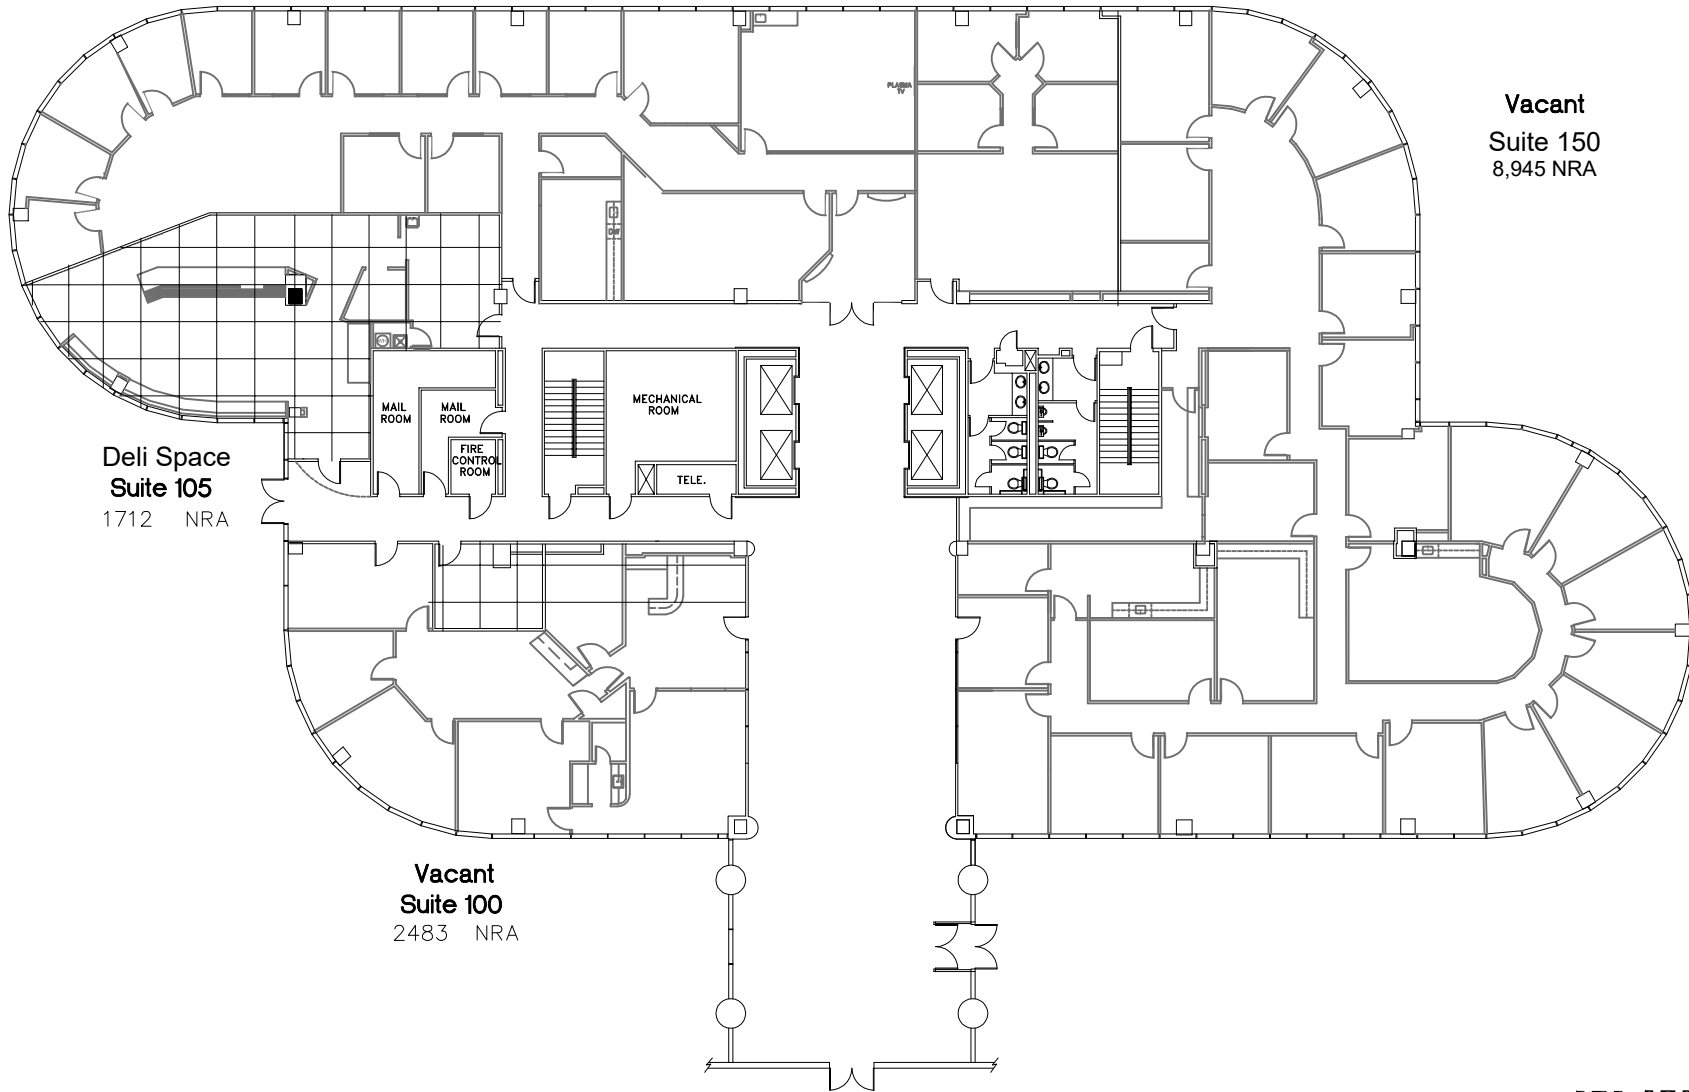 Vacant
Suite 150
8,945 NRA
PLASMA
TV
DW
MAIL
ROOM
MAIL
ROOM
FIRE
CONTROL
ROOM
MECHANICAL
ROOM
TELE.
Deli Space
Suite 105
1712 NRA
Vacant
Suite 100
2483 NRA